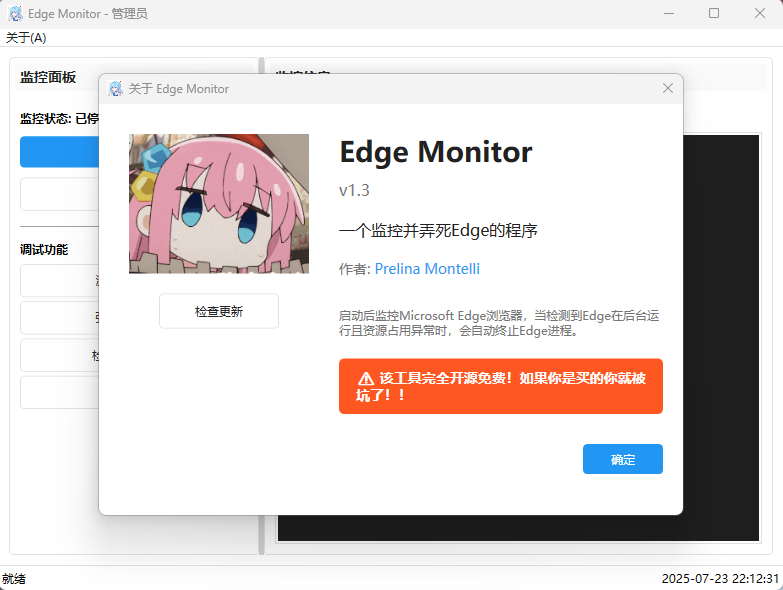 Edge Monitor - 管理员
关于(A)
监控面板
监控状态: 已停
调试功能
关于 Edge Monitor
Edge Monitor
v1.3
一个监控并弄死Edge的程序
作者: Prelina Montelli
检查更新
启动后监控Microsoft Edge浏览器，当检测到Edge在后台运
行且资源占用异常时，会自动终止Edge进程。
⚠ 该工具完全开源免费！如果你是买的你就被
坑了！！
确定
就绪
2025-07-23 22:12:31